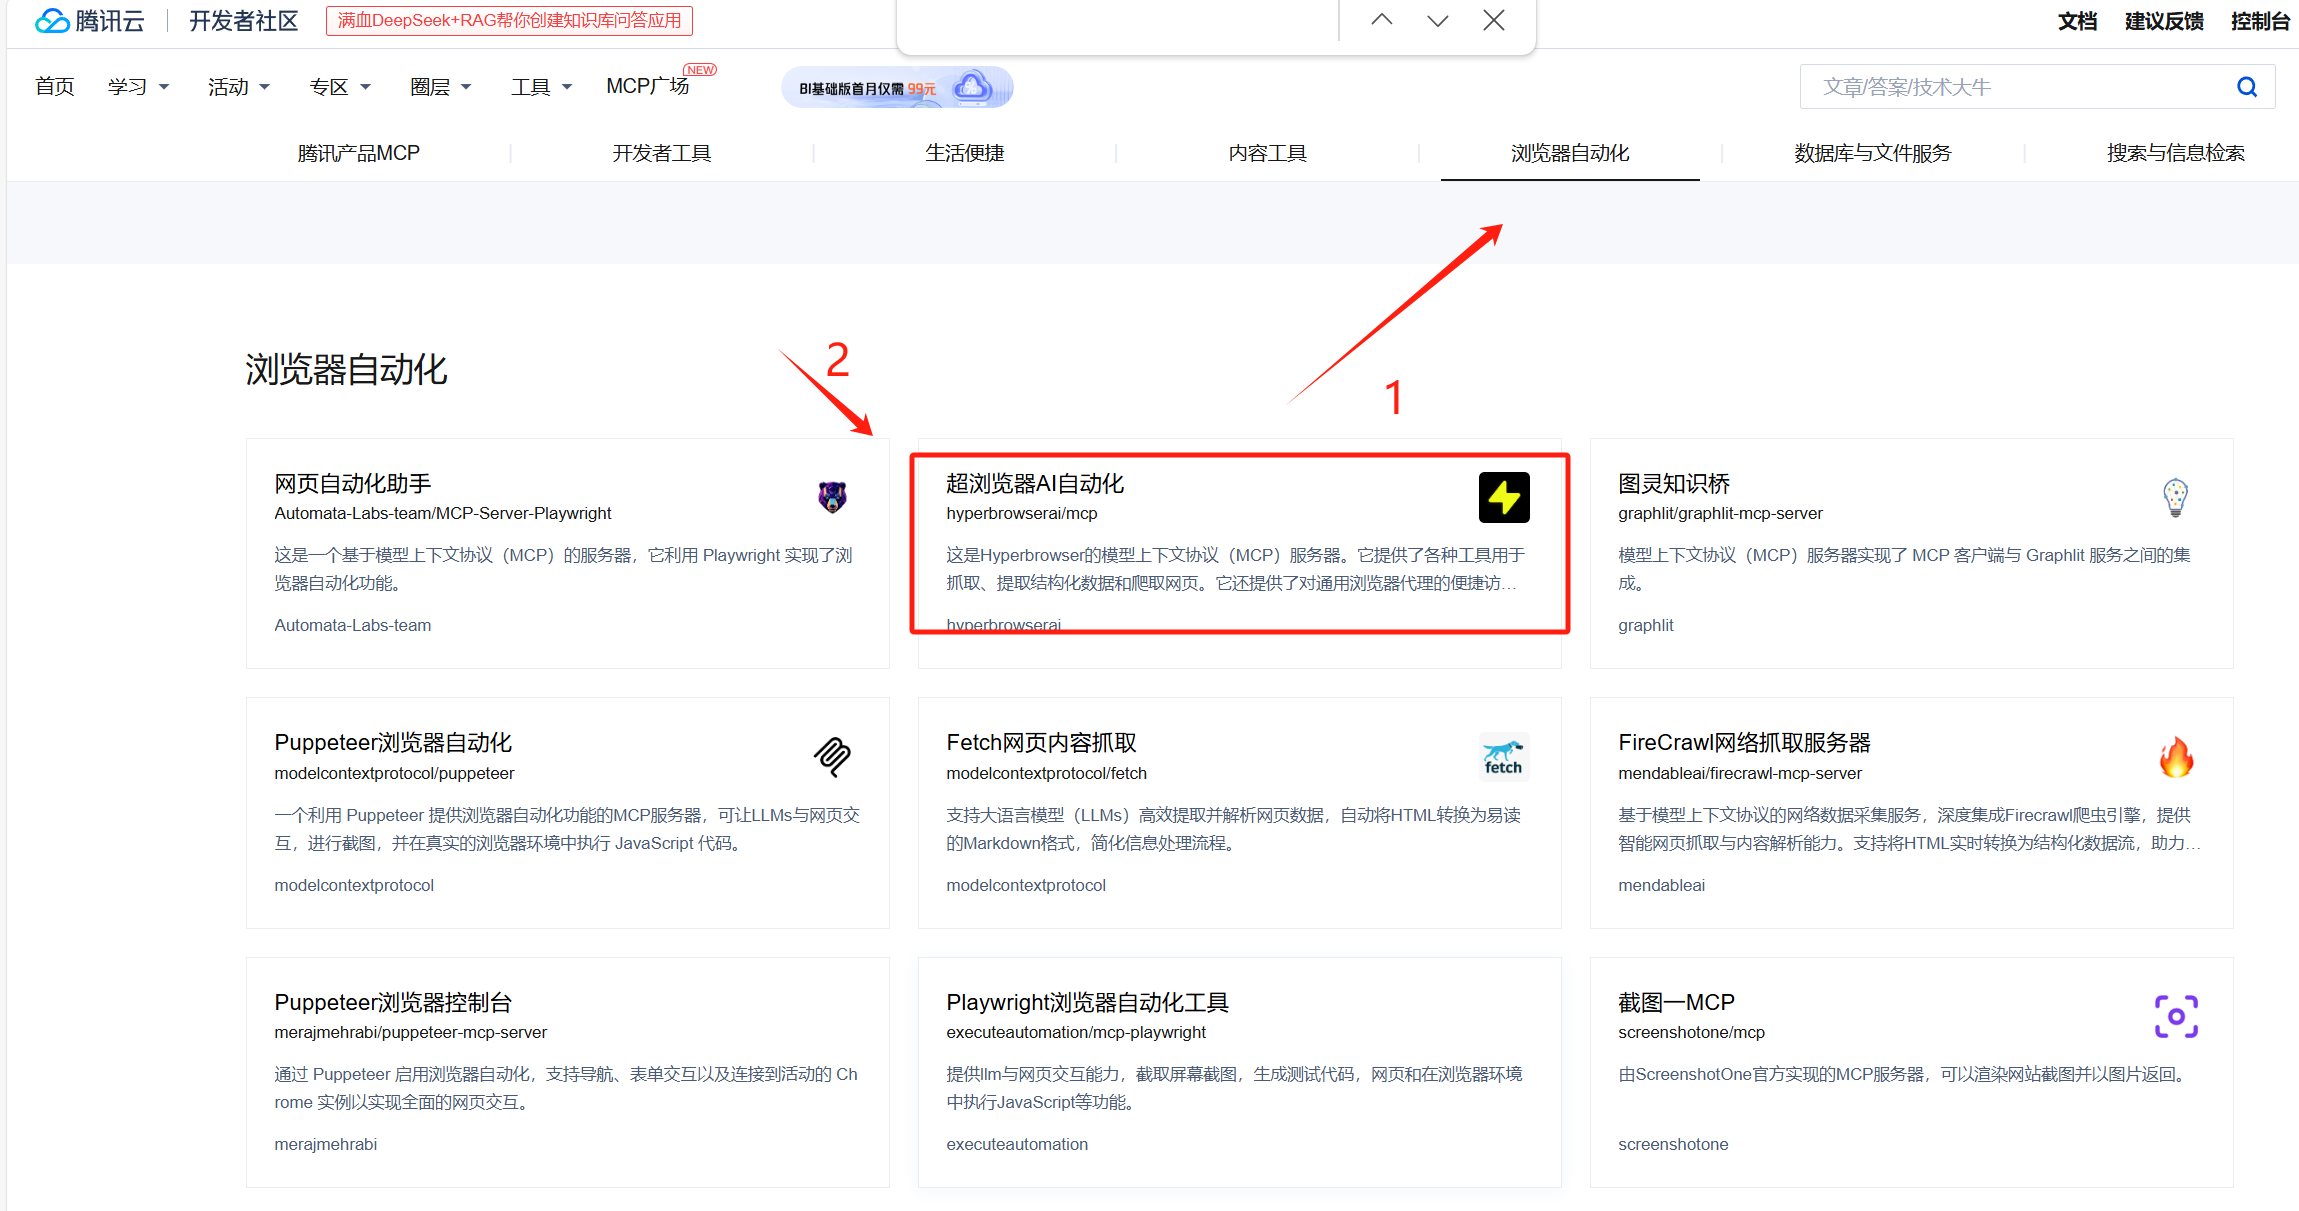 腾讯云
开发者社区
满血DeepSeek+RAG帮你创建知识库问答应用
文档 建议反馈 控制台
首页 学习 活动 专区 圈层 工具 MCP广场 NEW
BI基础版首月仅需 99元
文章/答案/技术大牛
腾讯产品MCP 开发者工具 生活便捷 内容工具 浏览器自动化 数据库与文件服务 搜索与信息检索
1
2
浏览器自动化
网页自动化助手
Automata-Labs-team/MCP-Server-Playwright
这是一个基于模型上下文协议（MCP）的服务器，它利用 Playwright 实现了浏
览器自动化功能。
Automata-Labs-team
超浏览器AI自动化
hyperbrowserai/mcp
这是Hyperbrowser的模型上下文协议（MCP）服务器。它提供了各种工具用于
抓取、提取结构化数据和爬取网页。它还提供了对通用浏览器代理的便捷访…
hyperbrowserai
图灵知识桥
graphlit/graphlit-mcp-server
模型上下文协议（MCP）服务器实现了 MCP 客户端与 Graphlit 服务之间的集
成。
graphlit
Puppeteer浏览器自动化
modelcontextprotocol/puppeteer
一个利用 Puppeteer 提供浏览器自动化功能的MCP服务器，可让LLMs与网页交
互，进行截图，并在真实的浏览器环境中执行 JavaScript 代码。
modelcontextprotocol
Fetch网页内容抓取
modelcontextprotocol/fetch
fetch
支持大语言模型（LLMs）高效提取并解析网页数据，自动将HTML转换为易读
的Markdown格式，简化信息处理流程。
modelcontextprotocol
FireCrawl网络抓取服务器
mendableai/firecrawl-mcp-server
基于模型上下文协议的网络数据采集服务，深度集成Firecrawl爬虫引擎，提供
智能网页抓取与内容解析能力。支持将HTML实时转换为结构化数据流，助力…
mendableai
Puppeteer浏览器控制台
merajmehrabi/puppeteer-mcp-server
通过 Puppeteer 启用浏览器自动化，支持导航、表单交互以及连接到活动的 Ch
rome 实例以实现全面的网页交互。
merajmehrabi
Playwright浏览器自动化工具
executeautomation/mcp-playwright
提供llm与网页交互能力，截取屏幕截图，生成测试代码，网页和在浏览器环境
中执行JavaScript等功能。
executeautomation
截图一MCP
screenshotone/mcp
由ScreenshotOne官方实现的MCP服务器，可以渲染网站截图并以图片返回。
screenshotone